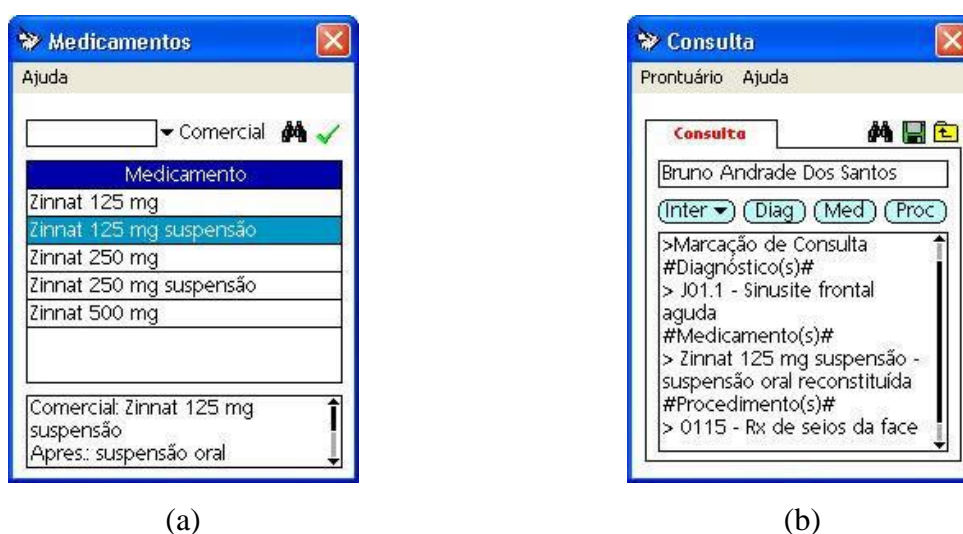 Medicamentos
Ajuda
Comercial
Medicamento
Zinnat 125 mg
Zinnat 125 mg suspensão
Zinnat 250 mg
Zinnat 250 mg suspensão
Zinnat 500 mg
Comercial: Zinnat 125 mg
suspensão
Apres.: suspensão oral
(a)
Consulta
Prontuário Ajuda
Consulta
Bruno Andrade Dos Santos
Inter Diag Med Proc
>Marcação de Consulta
#Diagnóstico(s)#
> J01.1 - Sinusite frontal
aguda
#Medicamento(s)#
> Zinnat 125 mg suspensão -
suspensão oral reconstituída
#Procedimento(s)#
> 0115 - Rx de seios da face
(b)